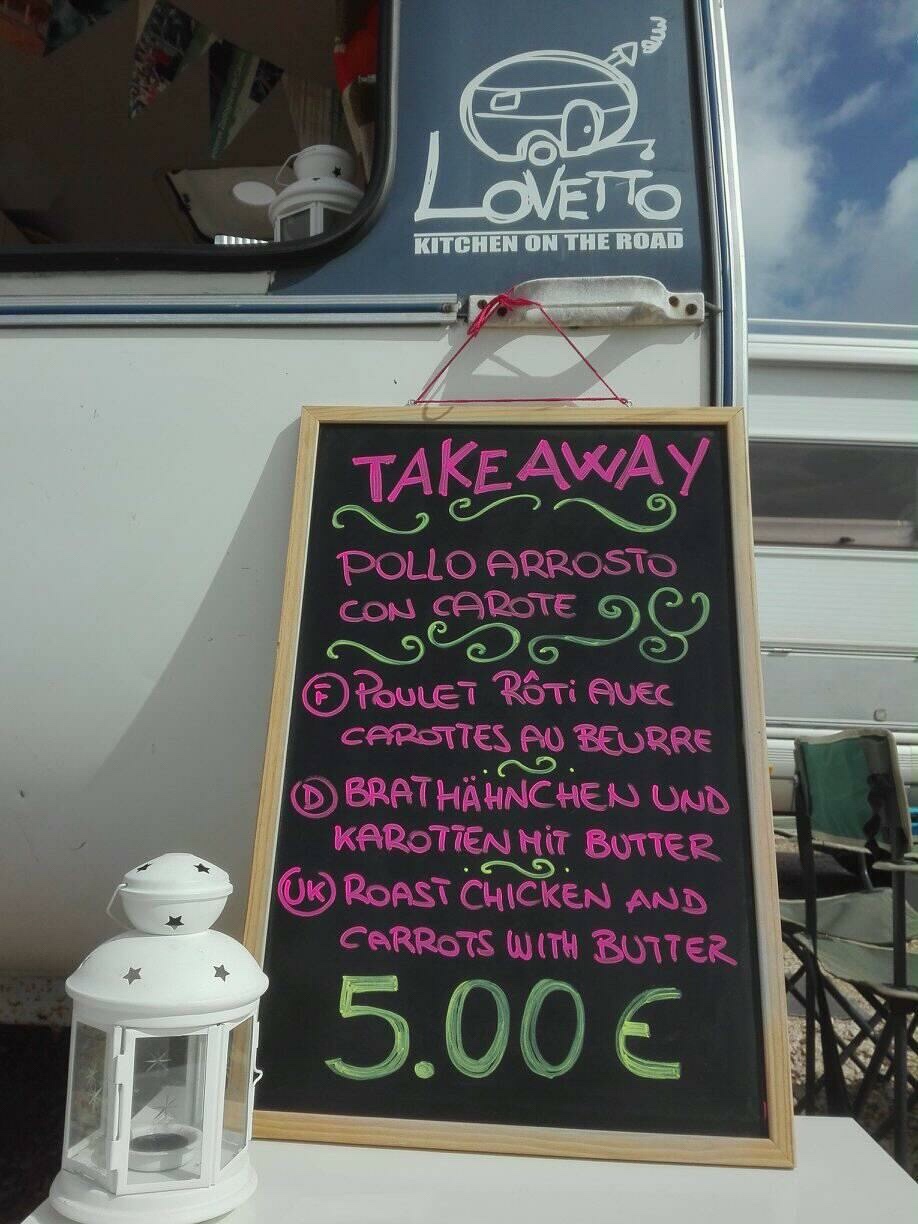 LOVETTO
KITCHEN ON THE ROAD
TAKEAWAY
POLLO ARROSTO
CON CAROTE
F POULET RÔTI AVEC
CAROTTES AU BEURRE
D BRATHÄHNCHEN UND
KAROTTEN MIT BUTTER
UK ROAST CHICKEN AND
CARROTS WITH BUTTER
5.00 €